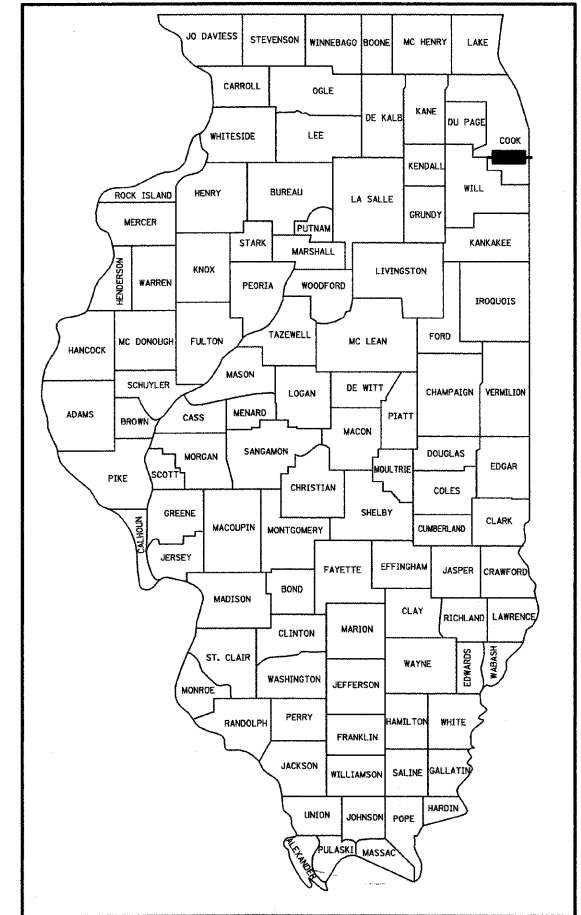 JO DAVIESS
STEVENSON
WINNEBAGO
BOONE
MC HENRY
LAKE
CARROLL
OGLE
DE KALB
KANE
DU PAGE
COOK
WHITESIDE
LEE
KENDALL
WILL
ROCK ISLAND
HENRY
BUREAU
LA SALLE
GRUNDY
MERCER
PUTNAM
STARK
MARSHALL
KANKAKEE
HENDERSON
WARREN
KNOX
PEORIA
WOODFORD
LIVINGSTON
IROQUOIS
HANCOCK
MC DONOUGH
FULTON
TAZEWELL
MC LEAN
FORD
SCHUYLER
MASON
LOGAN
DE WITT
PIATT
CHAMPAIGN
VERMILION
ADAMS
BROWN
CASS
MENARD
MACON
PIKE
SCOTT
MORGAN
SANGAMON
CHRISTIAN
MOULTRIE
DOUGLAS
EDGAR
COLES
CALHOUN
GREENE
MACOUPIN
MONTGOMERY
SHELBY
CUMBERLAND
CLARK
JERSEY
FAYETTE
EFFINGHAM
JASPER
CRAWFORD
MADISON
BOND
CLAY
RICHLAND
LAWRENCE
CLINTON
MARION
ST. CLAIR
WAYNE
EDWARDS
WABASH
MONROE
WASHINGTON
JEFFERSON
RANDOLPH
PERRY
HAMILTON
WHITE
FRANKLIN
JACKSON
WILLIAMSON
SALINE
GALLATIN
UNION
JOHNSON
POPE
HARDIN
ALEXANDER
PULASKI
MASSAC